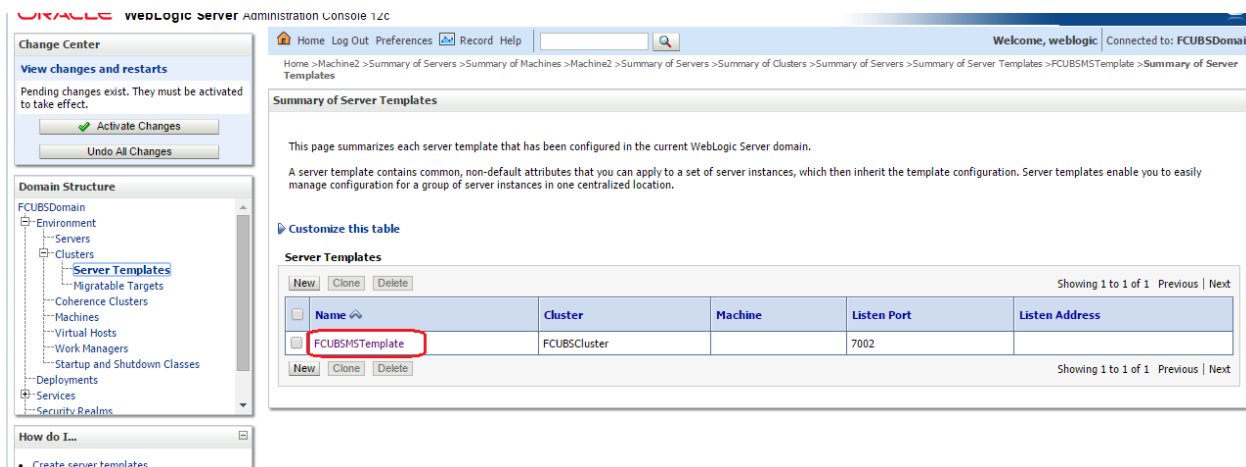 ORACLE WebLogic Server Administration Console 12c
Change Center
View changes and restarts
Pending changes exist. They must be activated
to take effect.
Activate Changes
Undo All Changes
Domain Structure
FCUBSDomain
Environment
Servers
Clusters
Server Templates
Migratable Targets
Coherence Clusters
Machines
Virtual Hosts
Work Managers
Startup and Shutdown Classes
Deployments
Services
Security Realms
How do I...
Create server templates
Home Log Out Preferences Record Help
Welcome, weblogic Connected to: FCUBSDomai
Home >Machine2 >Summary of Servers >Summary of Machines >Machine2 >Summary of Servers >Summary of Clusters >Summary of Servers >Summary of Server Templates >FCUBSMSTemplate >Summary of Server
Templates
Summary of Server Templates
This page summarizes each server template that has been configured in the current WebLogic Server domain.
A server template contains common, non-default attributes that you can apply to a set of server instances, which then inherit the template configuration. Server templates enable you to easily
manage configuration for a group of server instances in one centralized location.
Customize this table
Server Templates
New Clone Delete Showing 1 to 1 of 1 Previous | Next
Name Cluster Machine Listen Port Listen Address
FCUBSMSTemplate FCUBSCluster 7002
New Clone Delete Showing 1 to 1 of 1 Previous | Next